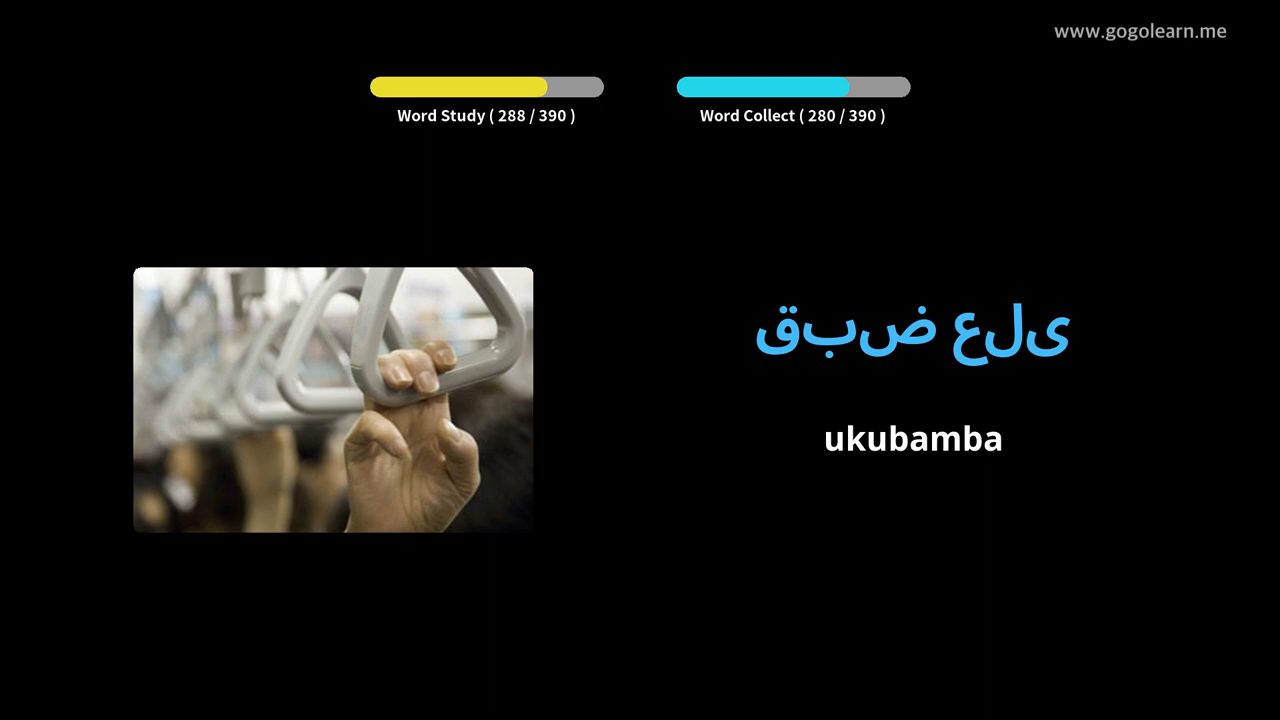 www.gogolearn.me
Word Study ( 288 / 390 )
Word Collect ( 280 / 390 )
قبض على
ukubamba